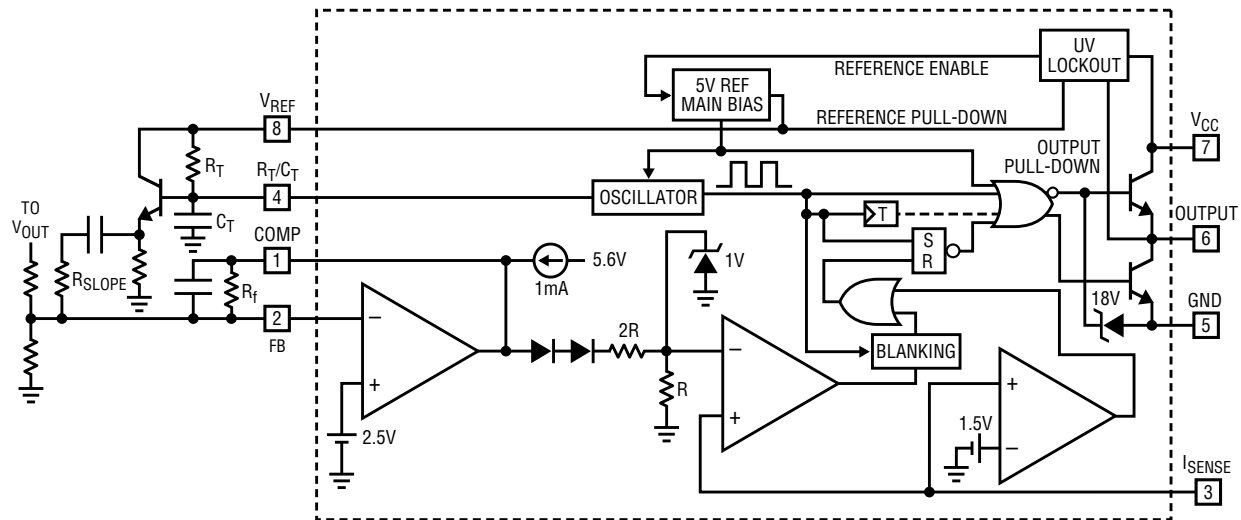 UV
LOCKOUT
REFERENCE ENABLE
5V REF
MAIN BIAS
V_REF
8
REFERENCE PULL-DOWN
V_CC
7
OUTPUT
PULL-DOWN
R_T
R_T/C_T
4
OSCILLATOR
T
C_T
TO
V_OUT
COMP
1
5.6V
1mA
1V
S
R
OUTPUT
6
R_SLOPE
R_f
18V
GND
5
2
FB
−
2R
−
BLANKING
+
2.5V
R
+
+
1.5V
−
I_SENSE
3